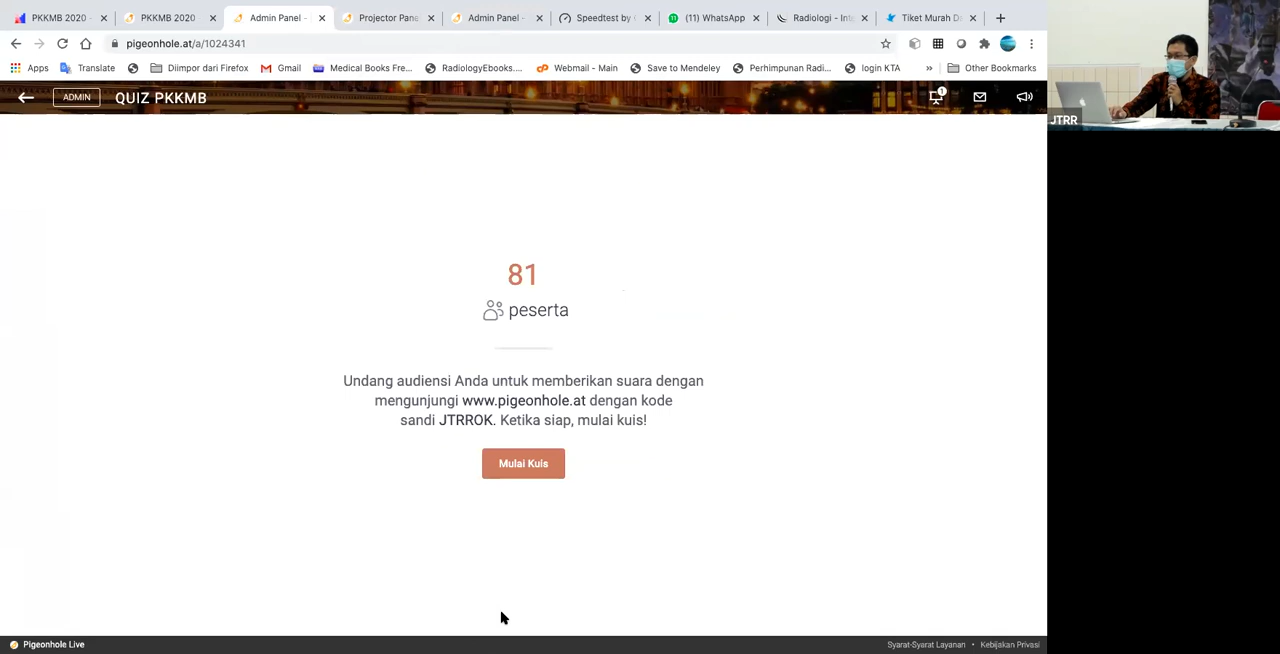 PKKMB 2020 -
PKKMB 2020
Admin Panel -
Projector Pane
Admin Panel -
Speedtest by
(11) WhatsApp
Radiologi - Int
Tiket Murah D
pigeonhole.at/a/1024341
Apps
Translate
Diimpor dari Firefox
Gmail
Medical Books Fre...
RadiologyEbooks....
Webmail - Main
Save to Mendeley
Perhimpunan Radi...
login KTA
»
Other Bookmarks
ADMIN
QUIZ PKKMB
1
JTRR
81
peserta
Undang audiensi Anda untuk memberikan suara dengan
mengunjungi www.pigeonhole.at dengan kode
sandi JTRROK. Ketika siap, mulai kuis!
Mulai Kuis
Pigeonhole Live
Syarat-Syarat Layanan • Kebijakan Privasi